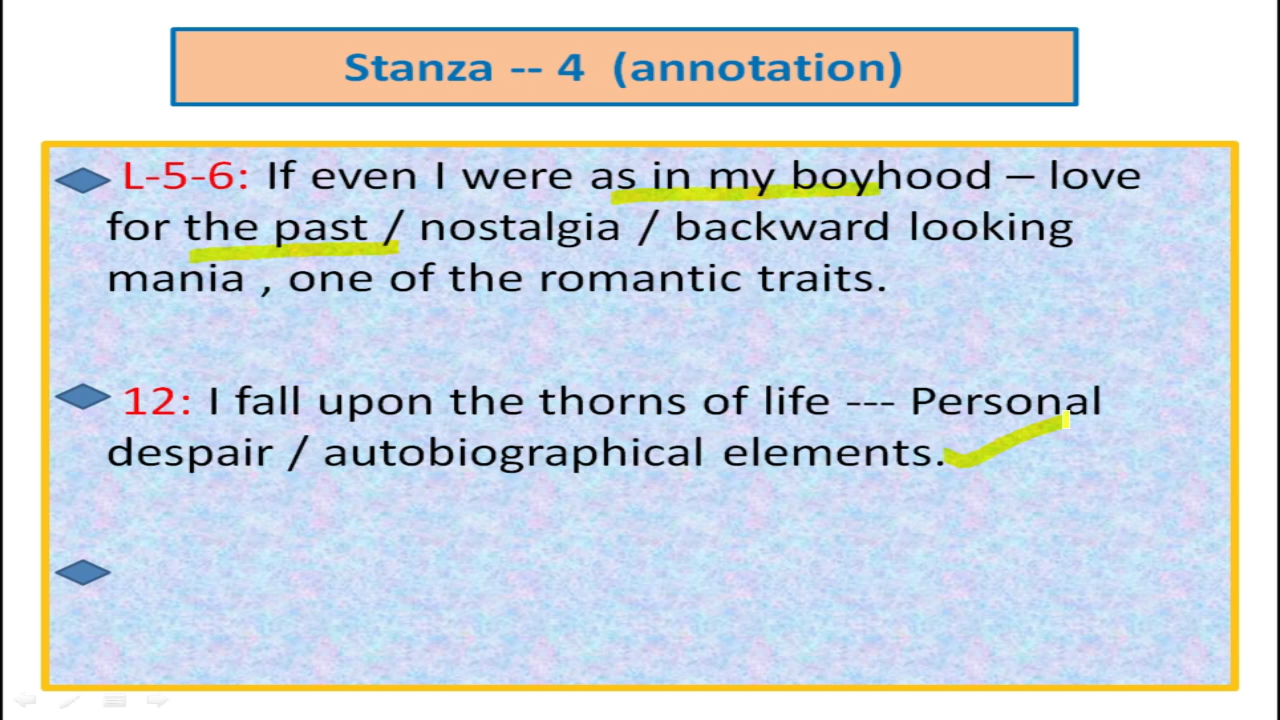 Stanza -- 4 (annotation)
L-5-6: If even I were as in my boyhood – love
for the past / nostalgia / backward looking
mania , one of the romantic traits.
12: I fall upon the thorns of life --- Personal
despair / autobiographical elements.